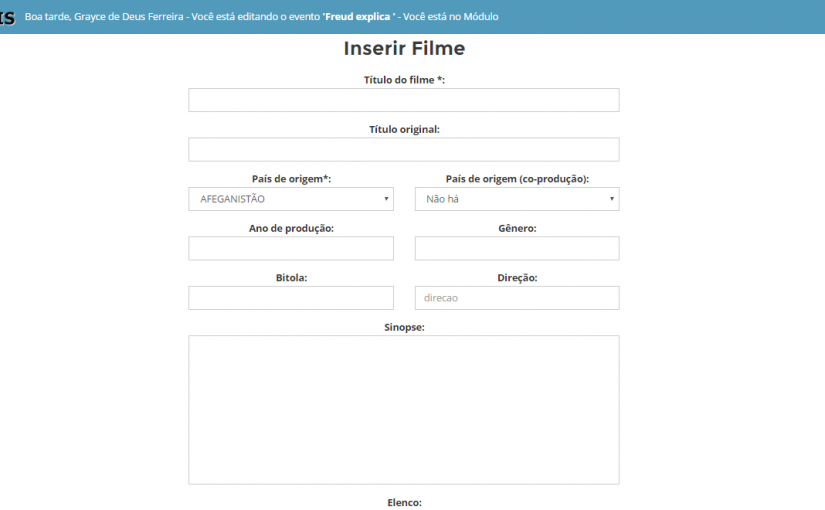 IS Boa tarde, Grayce de Deus Ferreira - Você está editando o evento 'Freud explica ' - Você está no Módulo
Inserir Filme
Título do filme *:
Título original:
País de origem*: País de origem (co-produção):
AFEGANISTÃO Não há
Ano de produção: Gênero:
Bitola: Direção:
direcao
Sinopse:
Elenco: